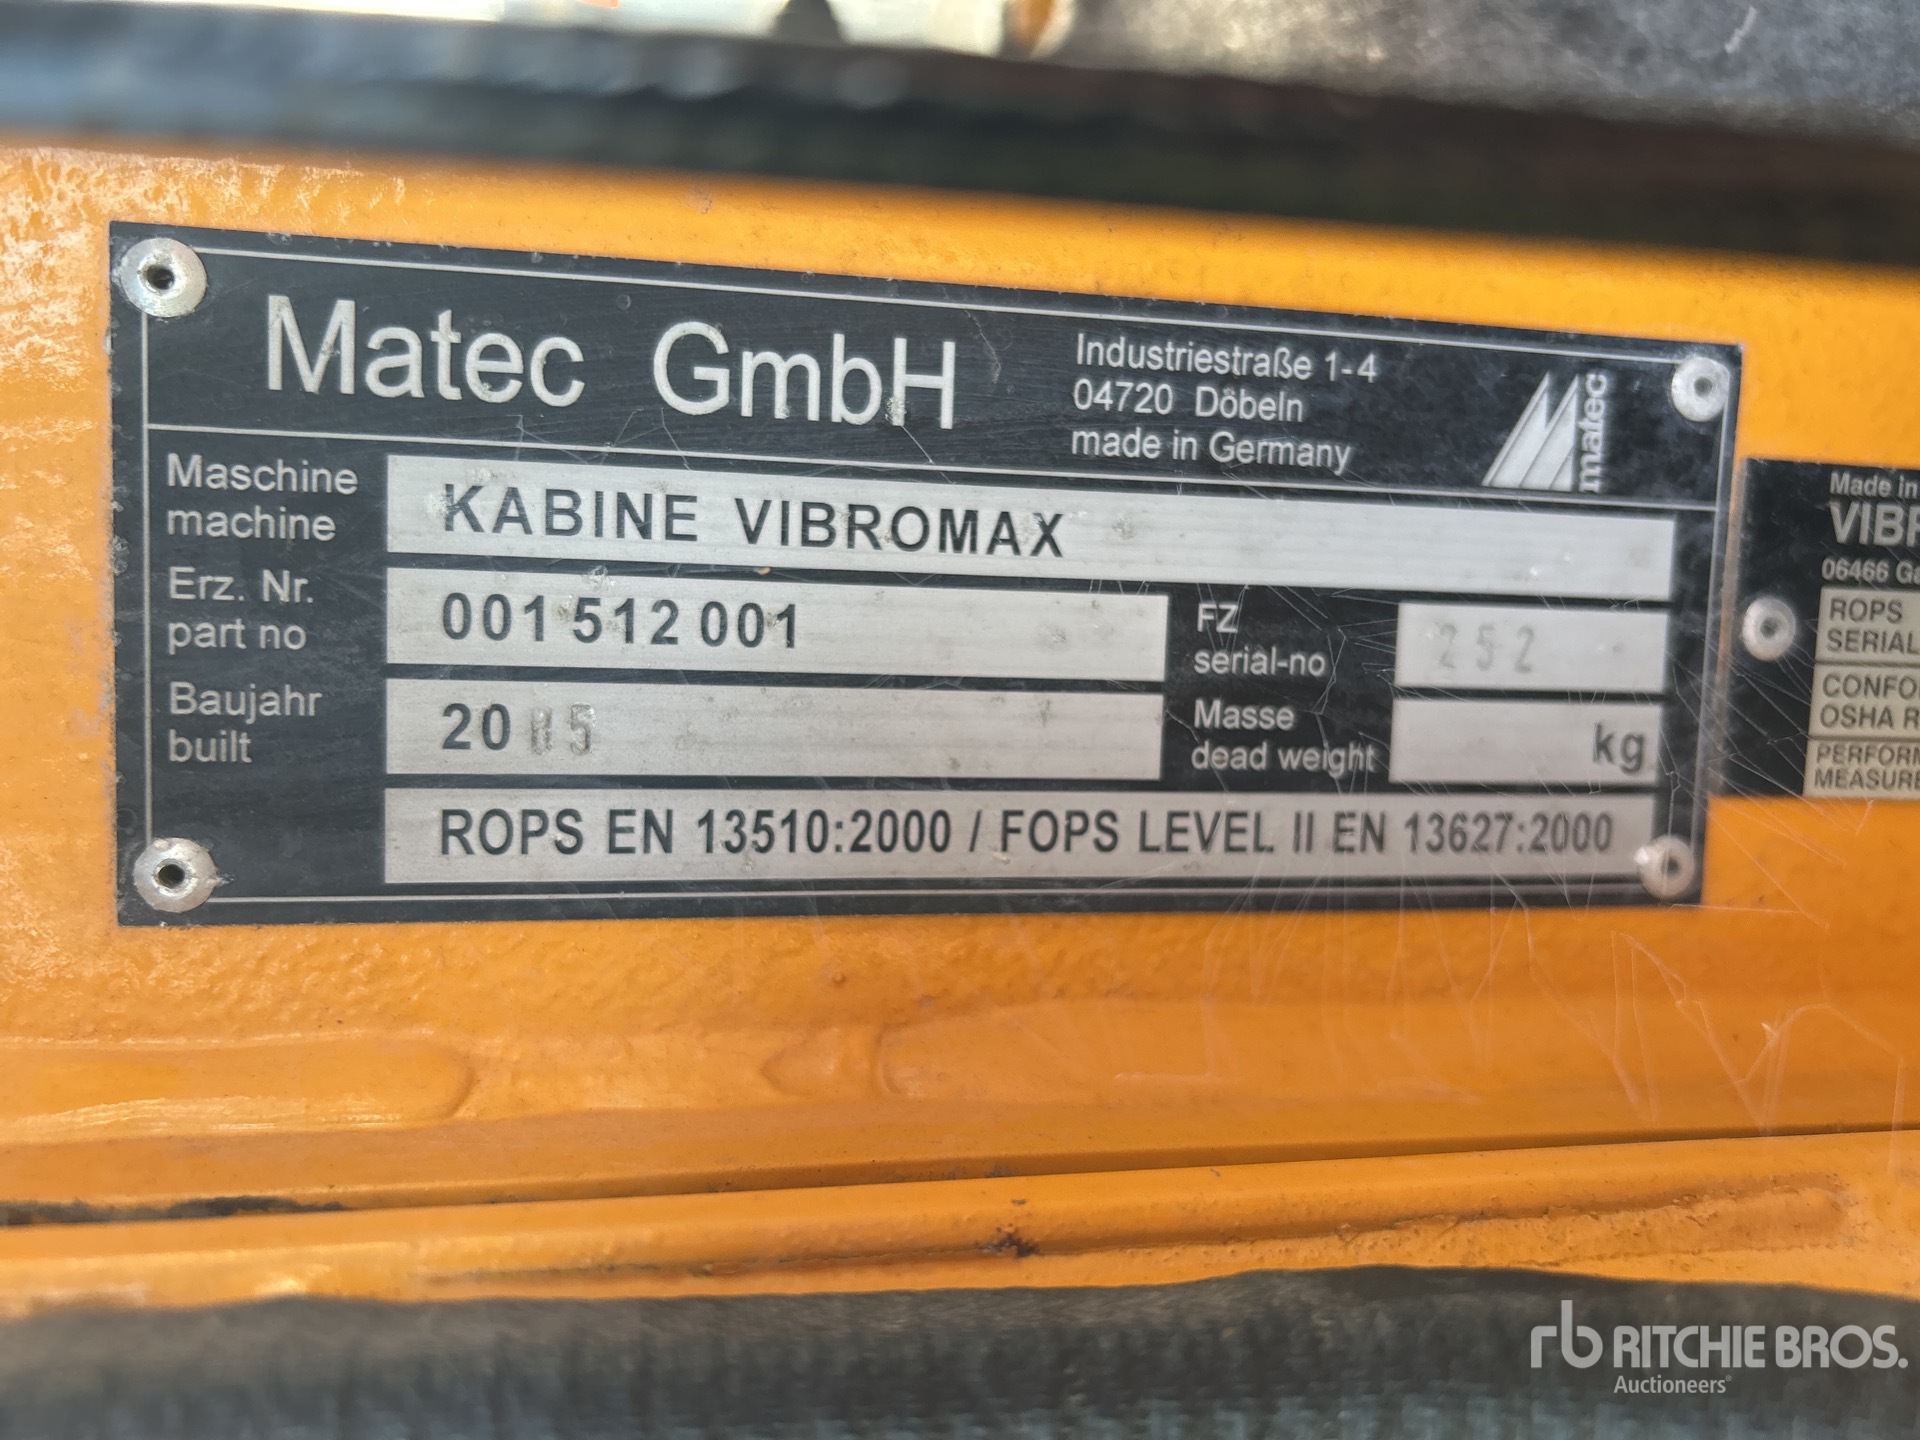 Matec GmbH
Industriestraße 1-4
04720 Döbeln
made in Germany
matec
Maschine
machine
KABINE VIBROMAX
Erz. Nr.
part no
001 512 001
FZ
serial-no
252
Baujahr
built
2005
Masse
dead weight
kg
ROPS EN 13510:2000 / FOPS LEVEL II EN 13627:2000
Made in
VIBR
06466 Ga
ROPS
SERIAL
CONFO
OSHA R
PERFORM
MEASURE
rb RITCHIE BROS.
Auctioneers